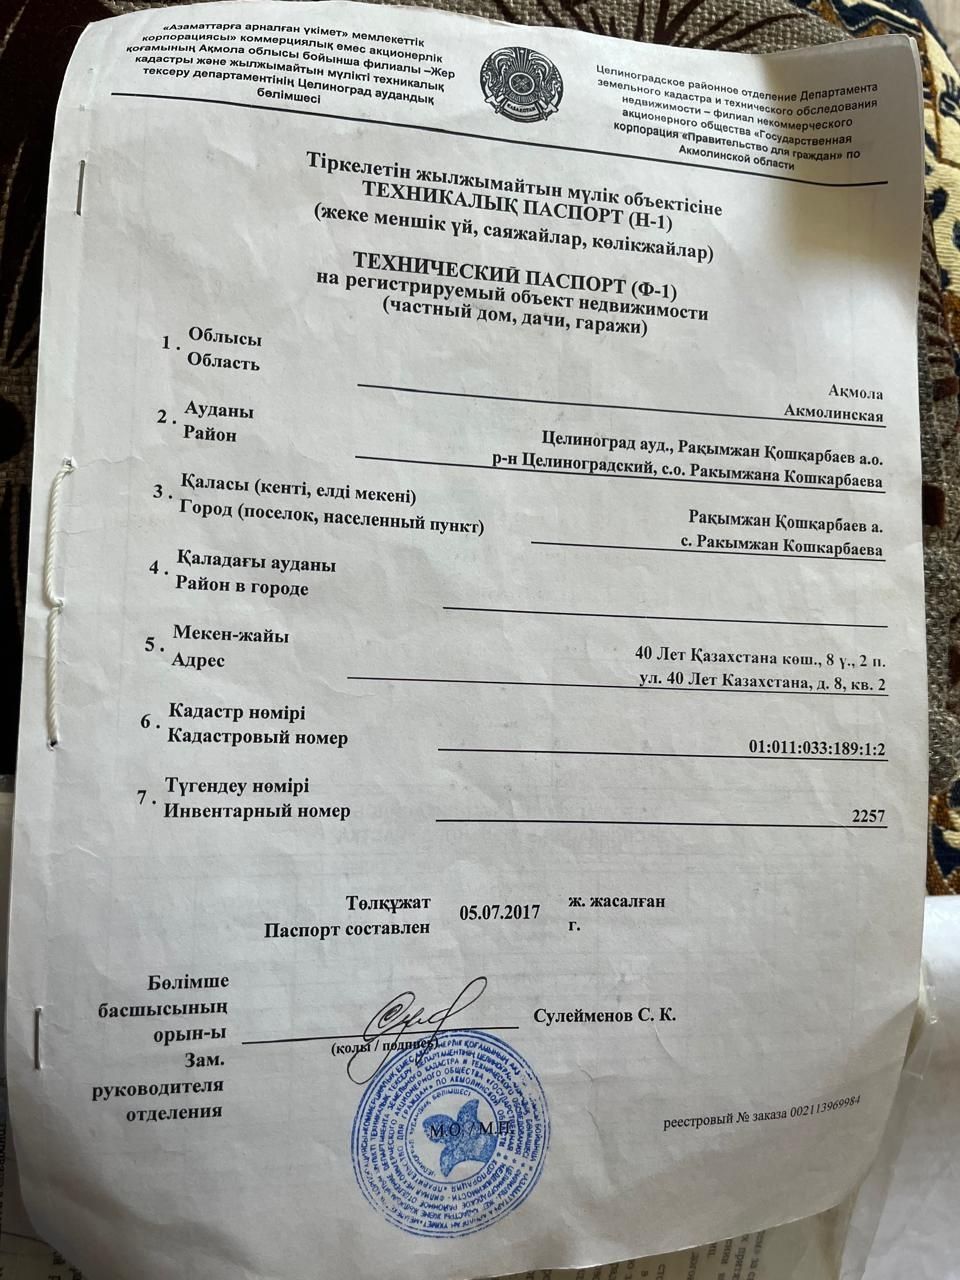 «Азаматтарға арналған үкімет» мемлекеттік
корпорациясы» коммерциялық емес акционерлік
қоғамының Ақмола облысы бойынша филиалы –Жер
кадастры және жылжымайтын мүлікті техникалық
тексеру департаментінің Целиноград аудандық
бөлімшесі
КАЗАКСТАН
Целиноградское районное отделение Департамента
земельного кадастра и технического обследования
недвижимости – филиал некоммерческого
акционерного общества «Государственная
корпорация «Правительство для граждан» по
Акмолинской области
Тіркелетін жылжымайтын мүлік объектісіне
ТЕХНИКАЛЫҚ ПАСПОРТ (Н-1)
(жеке меншік үй, саяжайлар, көлікжайлар)
ТЕХНИЧЕСКИЙ ПАСПОРТ (Ф-1)
на регистрируемый объект недвижимости
(частный дом, дачи, гаражи)
1 . Облысы
Область
Ақмола
Акмолинская
2 . Ауданы
Район
Целиноград ауд., Рақымжан Қошқарбаев а.о.
р-н Целиноградский, с.о. Ракымжана Кошкарбаева
3 . Қаласы (кенті, елді мекені)
Город (поселок, населенный пункт)
Рақымжан Қошқарбаев а.
с. Ракымжан Кошкарбаева
4 . Қаладағы ауданы
Район в городе
5 . Мекен-жайы
Адрес
40 Лет Қазахстана көш., 8 ү., 2 п.
ул. 40 Лет Казахстана, д. 8, кв. 2
6 . Кадастр нөмірі
Кадастровый номер
01:011:033:189:1:2
7 . Түгендеу нөмірі
Инвентарный номер
2257
Төлқұжат
Паспорт составлен
05.07.2017
ж. жасалған
г.
Бөлімше
басшысының
орын-ы
Зам.
руководителя
отделения
(қолы / подпись)
Сулейменов С. К.
М.О. / М.П.
реестровый № заказа 002113969984